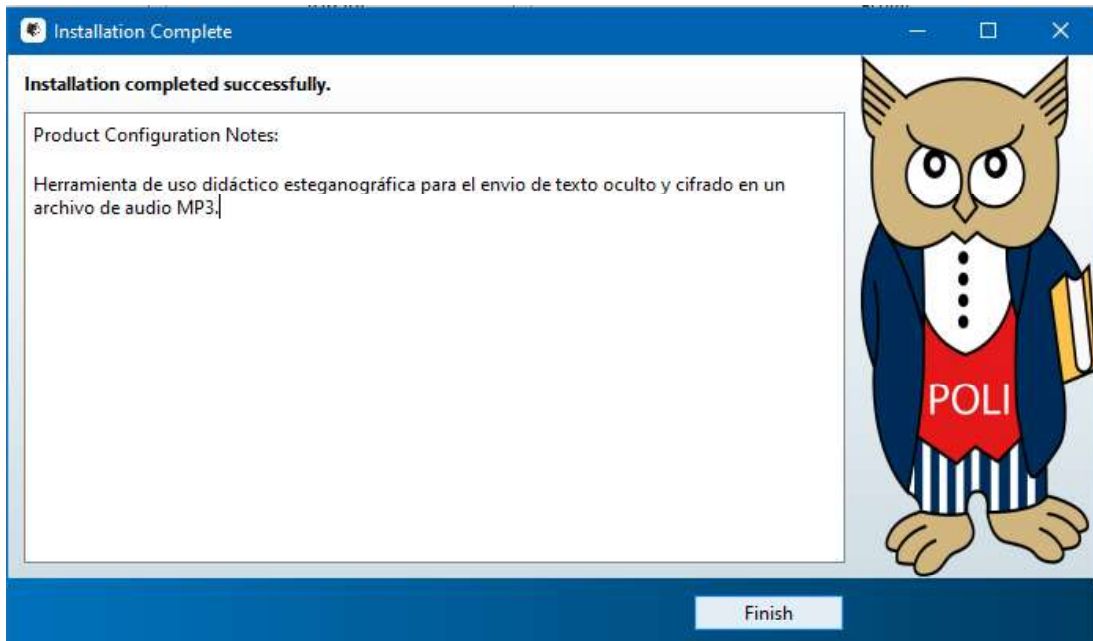 Installation Complete
Installation completed successfully.
Product Configuration Notes:
Herramienta de uso didáctico esteganográfica para el envio de texto oculto y cifrado en un
archivo de audio MP3.
POLI
Finish